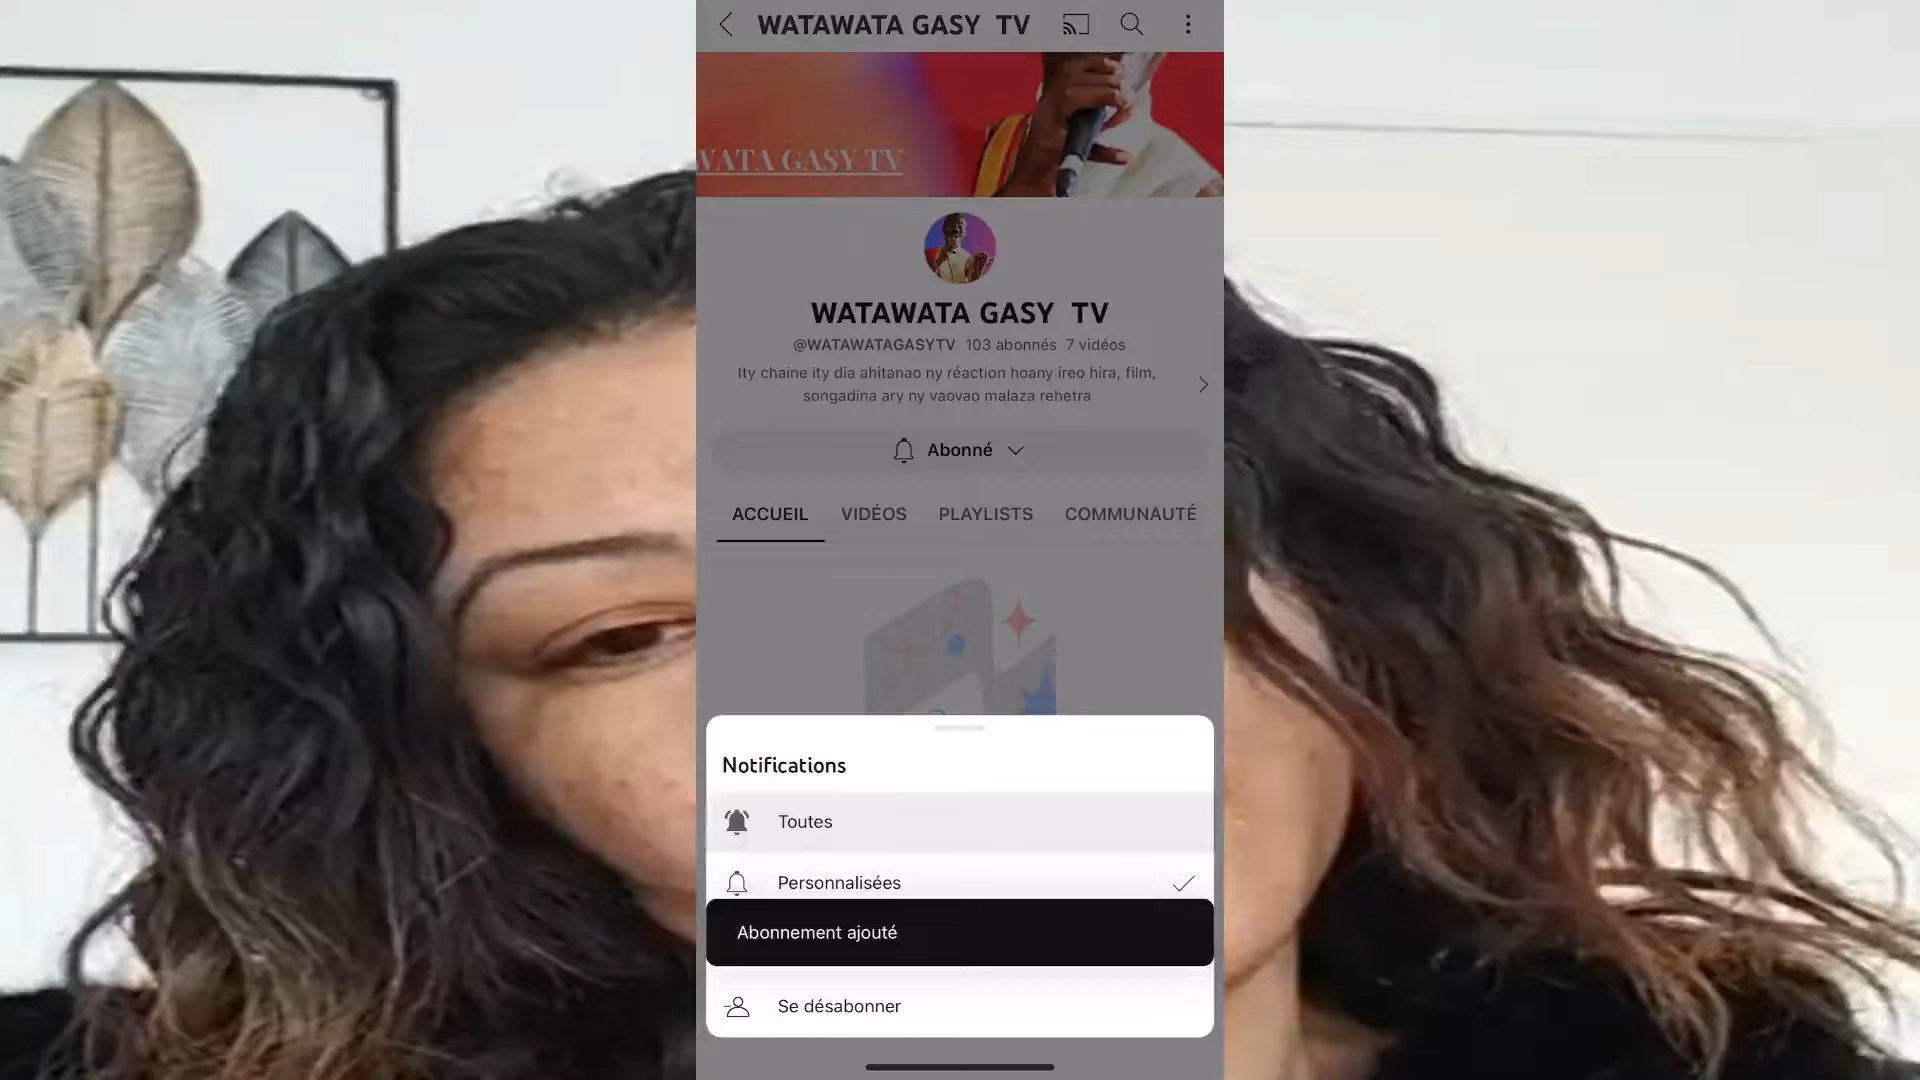 WATAWATA GASY TV
WATA GASY TV
WATAWATA GASY TV
@WATAWATAGASYTV 103 abonnés 7 vidéos
Ity chaine ity dia ahitanao ny réaction hoany ireo hira, film,
songadina ary ny vaovao malaza rehetra
Abonné
ACCUEIL VIDÉOS PLAYLISTS COMMUNAUTÉ
Notifications
Toutes
Personnalisées
Abonnement ajouté
Se désabonner